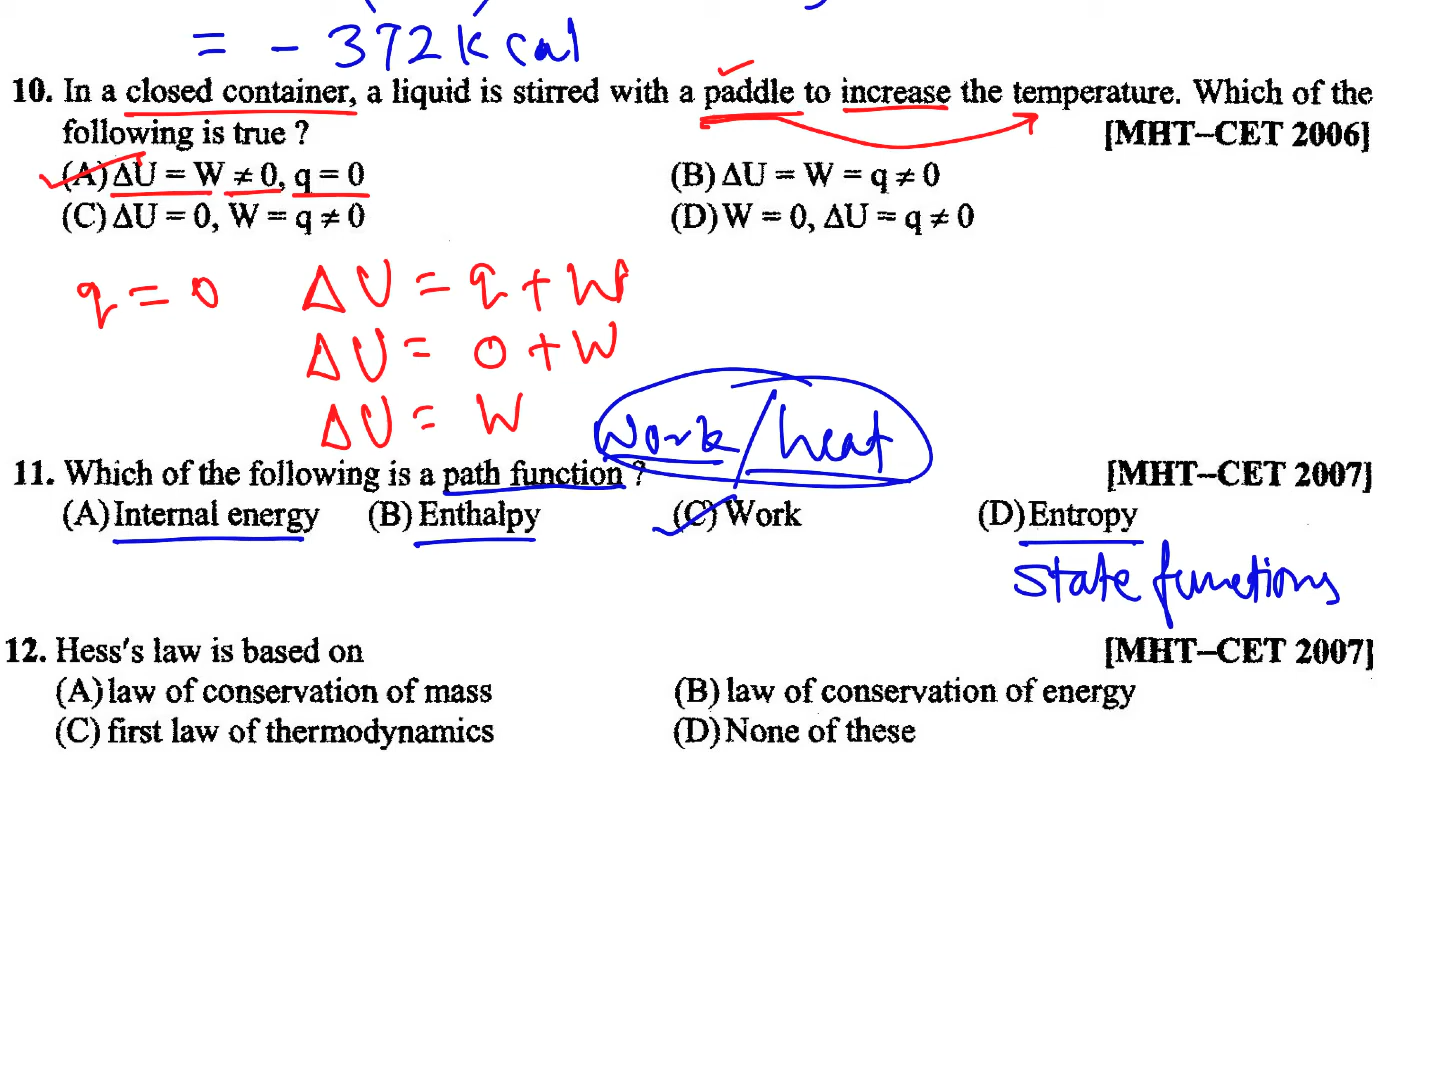 = - 372 kcal
10. In a closed container, a liquid is stirred with a paddle to increase the temperature. Which of the
following is true ? [MHT–CET 2006]
(A) ΔU = W ≠ 0, q = 0 (B) ΔU = W = q ≠ 0
(C) ΔU = 0, W = q ≠ 0 (D) W = 0, ΔU = q ≠ 0
q = 0 ΔU = q + W
ΔU = 0 + W
ΔU = W
work/heat
11. Which of the following is a path function ? [MHT–CET 2007]
(A) Internal energy (B) Enthalpy (C) Work (D) Entropy
state functions
12. Hess's law is based on [MHT–CET 2007]
(A) law of conservation of mass (B) law of conservation of energy
(C) first law of thermodynamics (D) None of these